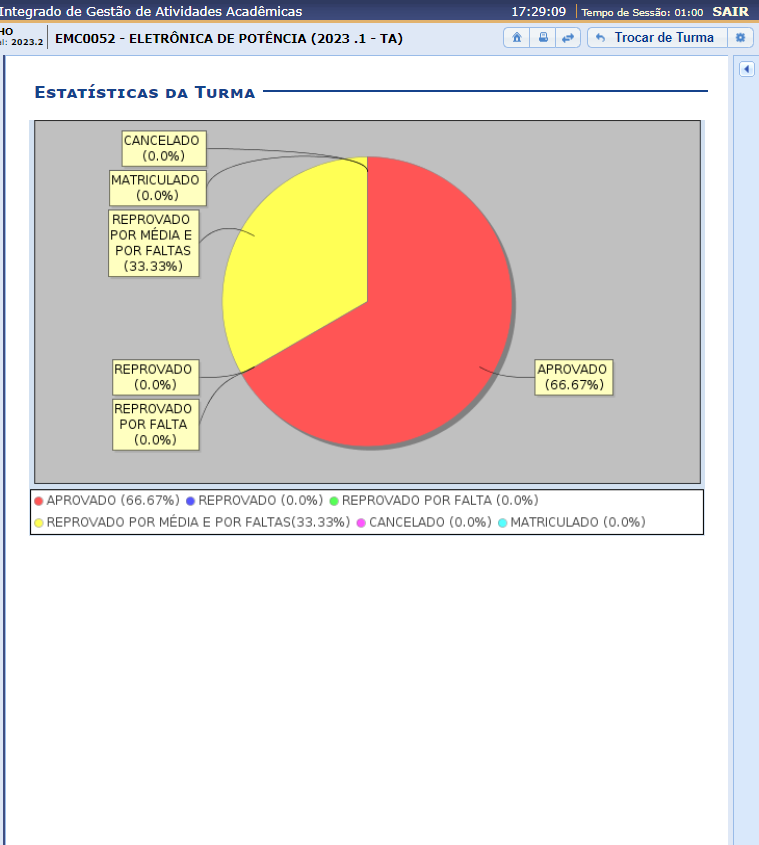 Integrado de Gestão de Atividades Acadêmicas 17:29:09 Tempo de Sessão: 01:00 SAIR
HO
el: 2023.2 EMC0052 - ELETRÔNICA DE POTÊNCIA (2023 .1 - TA) Trocar de Turma
Estatísticas da Turma
CANCELADO
(0.0%)
MATRICULADO
(0.0%)
REPROVADO
POR MÉDIA E
POR FALTAS
(33.33%)
REPROVADO
(0.0%)
REPROVADO
POR FALTA
(0.0%)
APROVADO
(66.67%)
APROVADO (66.67%) REPROVADO (0.0%) REPROVADO POR FALTA (0.0%)
REPROVADO POR MÉDIA E POR FALTAS(33.33%) CANCELADO (0.0%) MATRICULADO (0.0%)